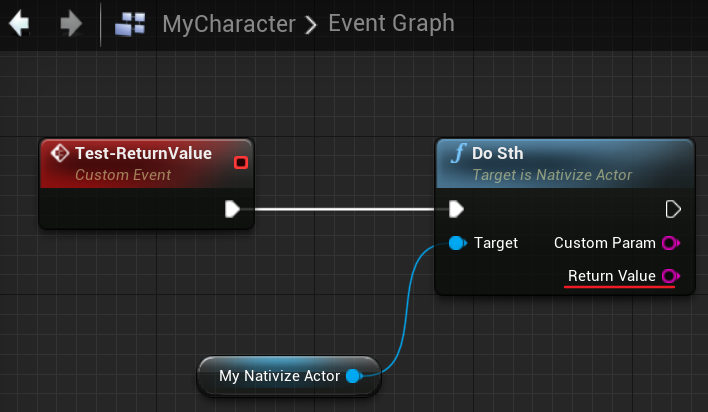 MyCharacter > Event Graph
Test-ReturnValue
Custom Event
f Do Sth
Target is Nativize Actor
Target
Custom Param
Return Value
My Nativize Actor